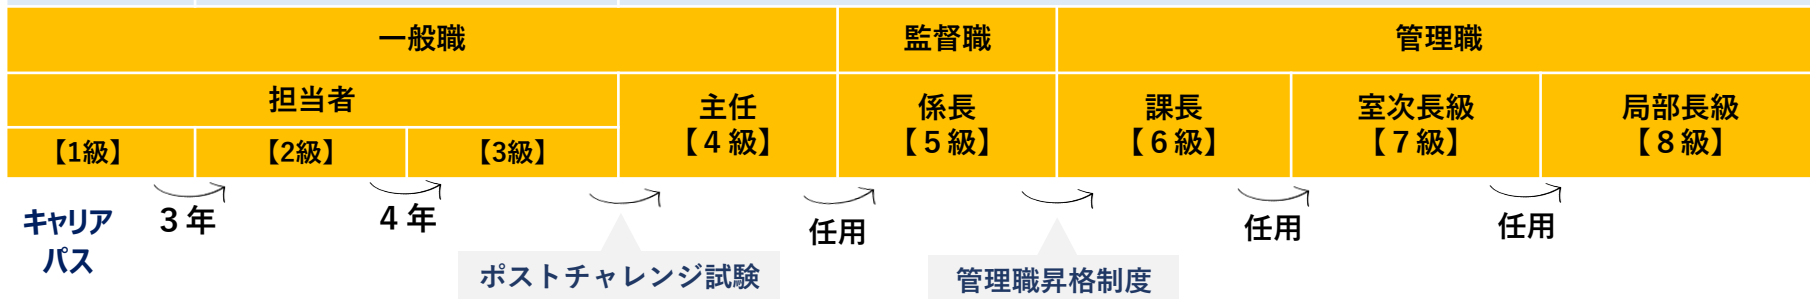 一般職
監督職
管理職
担当者
主任
【４級】
係長
【５級】
課長
【６級】
室次長級
【７級】
局部長級
【８級】
【1級】
【2級】
【3級】
キャリア
パス
３年
４年
任用
任用
任用
ポストチャレンジ試験
管理職昇格制度